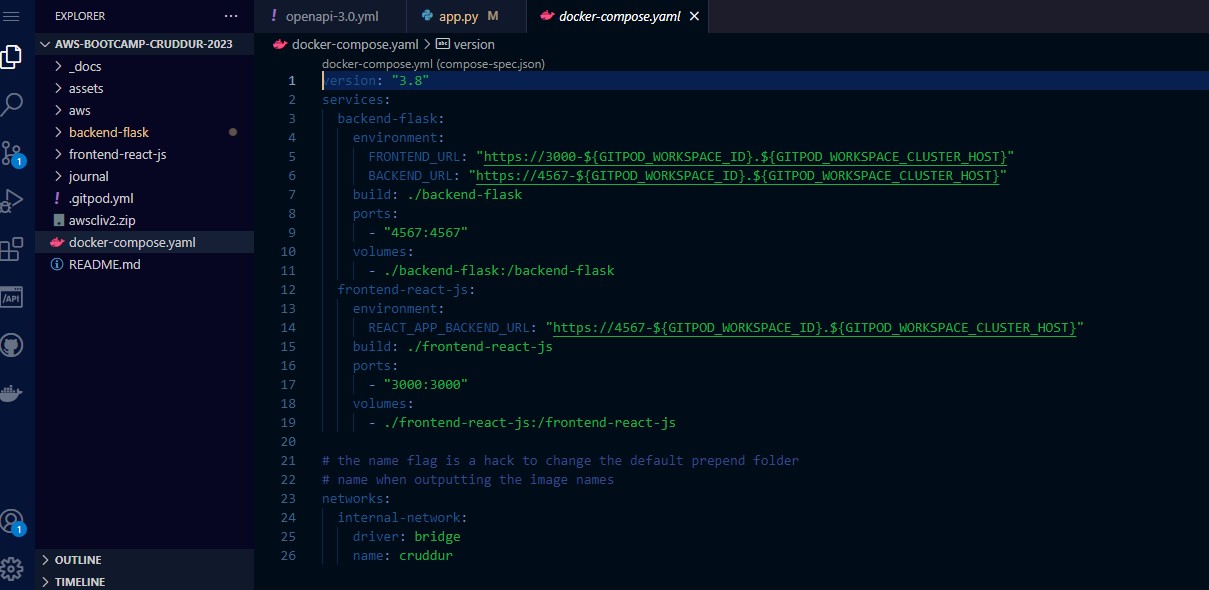 EXPLORER
AWS-BOOTCAMP-CRUDDUR-2023
_docs
assets
aws
backend-flask
frontend-react-js
journal
! .gitpod.yml
awscliv2.zip
docker-compose.yaml
README.md
OUTLINE
TIMELINE
1
/API
1
! openapi-3.0.yml
app.py M
docker-compose.yaml
docker-compose.yaml > abc version
docker-compose.yml (compose-spec.json)
1 version: "3.8"
2 services:
3 backend-flask:
4 environment:
5 FRONTEND_URL: "https://3000-${GITPOD_WORKSPACE_ID}.${GITPOD_WORKSPACE_CLUSTER_HOST}"
6 BACKEND_URL: "https://4567-${GITPOD_WORKSPACE_ID}.${GITPOD_WORKSPACE_CLUSTER_HOST}"
7 build: ./backend-flask
8 ports:
9 - "4567:4567"
10 volumes:
11 - ./backend-flask:/backend-flask
12 frontend-react-js:
13 environment:
14 REACT_APP_BACKEND_URL: "https://4567-${GITPOD_WORKSPACE_ID}.${GITPOD_WORKSPACE_CLUSTER_HOST}"
15 build: ./frontend-react-js
16 ports:
17 - "3000:3000"
18 volumes:
19 - ./frontend-react-js:/frontend-react-js
20
21 # the name flag is a hack to change the default prepend folder
22 # name when outputting the image names
23 networks:
24 internal-network:
25 driver: bridge
26 name: cruddur